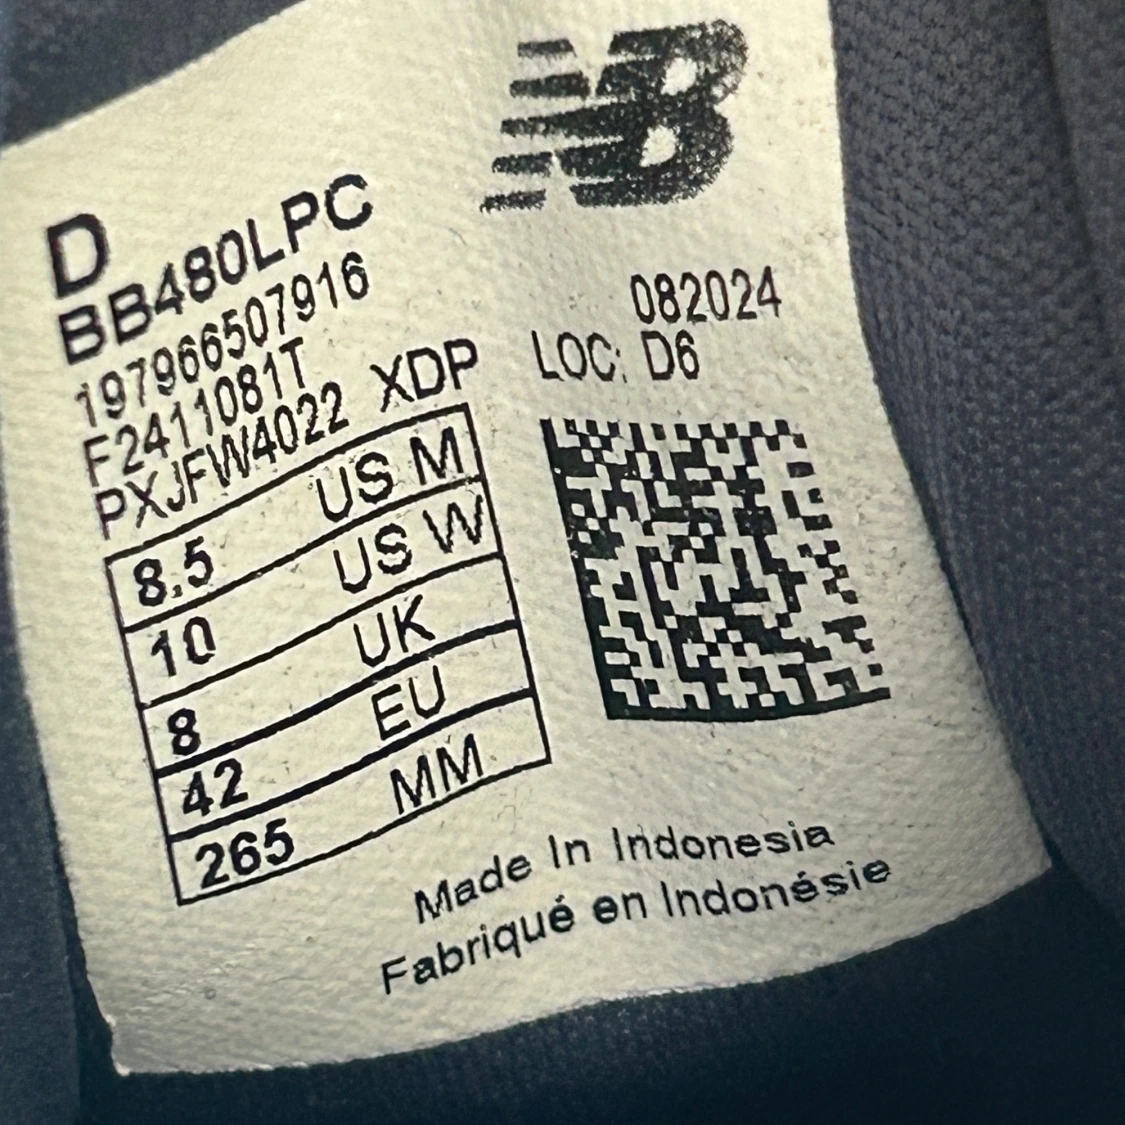 NB
D
BB480LPC
197966507916
F2411081T
PXJFW4022 XDP
082024
LOC: D6
8.5 US M
10 US W
8 UK
42 EU
265 MM
Made In Indonesia
Fabriqué en Indonésie